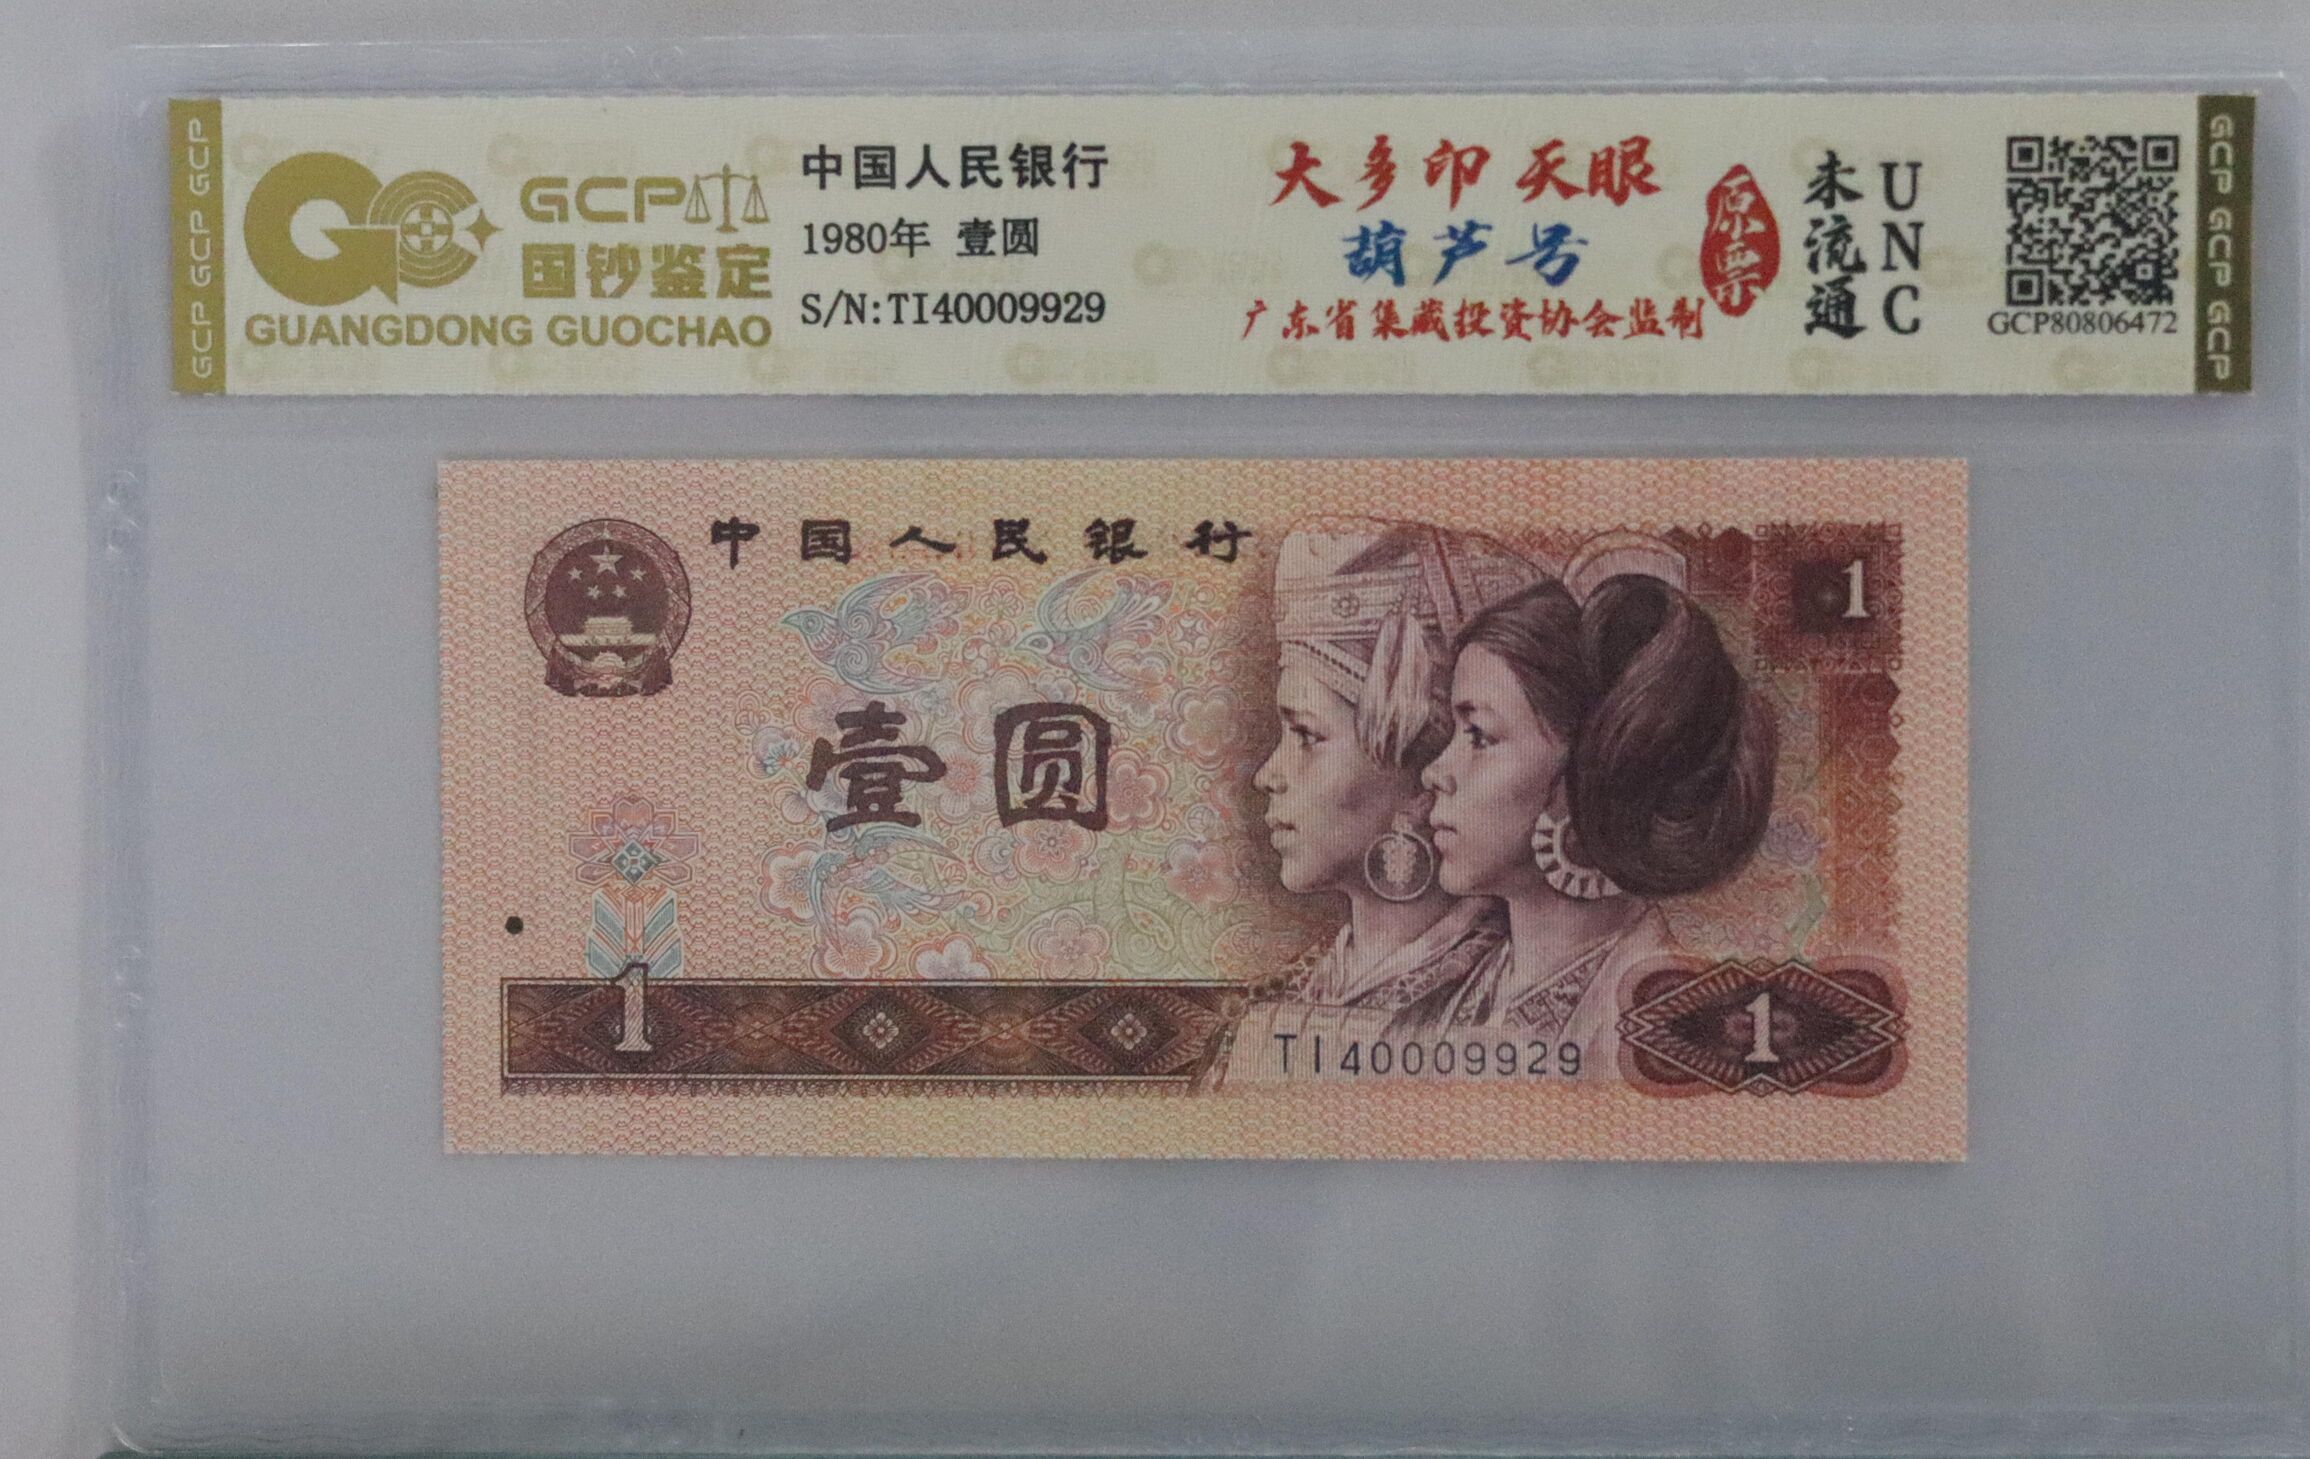 GCP GCP GCP
GCP
国钞鉴定
GUANGDONG GUOCHAO
中国人民银行
1980年 壹圆
S/N:TI40009929
大多印 天眼
葫芦号
广东省集藏投资协会监制
原票
未流通
UNC
GCP80806472
GCP GCP GCP
中国人民银行
壹圆
1
1
1
TI40009929